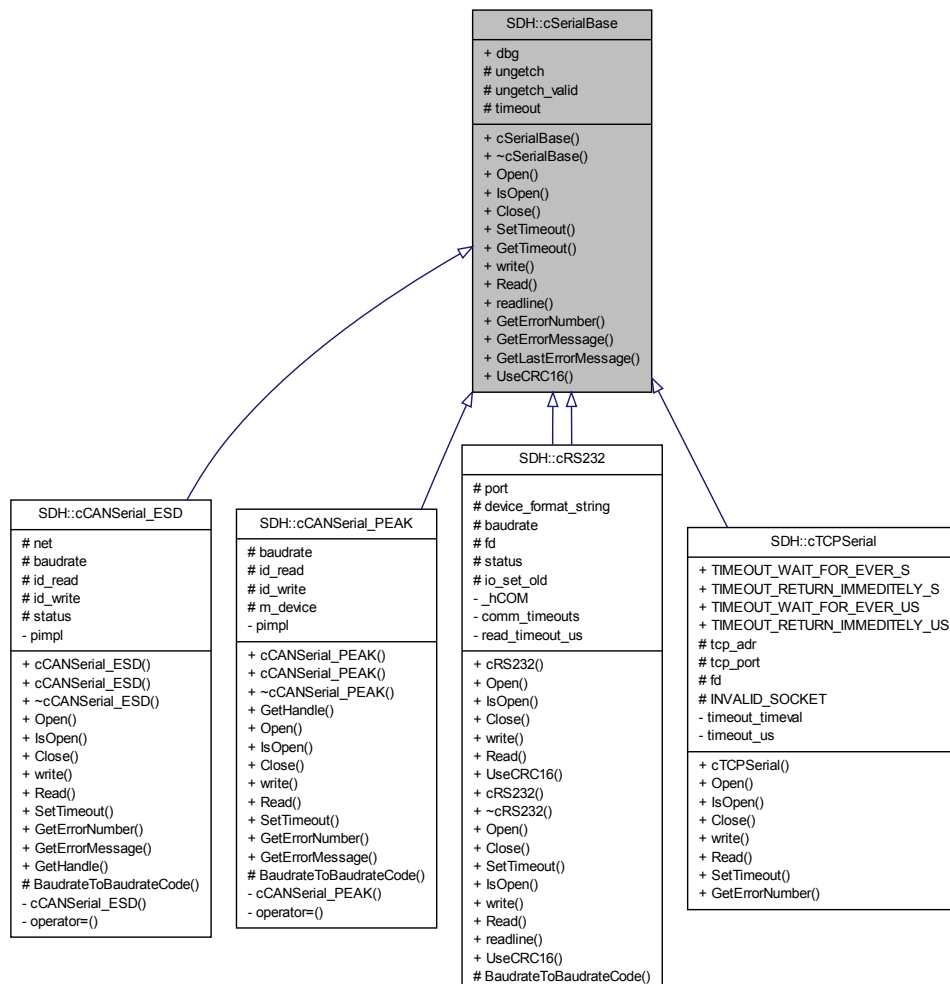 SDH::cSerialBase
+ dbg
# ungetch
# ungetch_valid
# timeout
+ cSerialBase()
+ ~cSerialBase()
+ Open()
+ IsOpen()
+ Close()
+ SetTimeout()
+ GetTimeout()
+ write()
+ Read()
+ readline()
+ GetErrorNumber()
+ GetErrorMessage()
+ GetLastErrorMessage()
+ UseCRC16()
SDH::cCANSerial_ESD
# net
# baudrate
# id_read
# id_write
# status
- pimpl
+ cCANSerial_ESD()
+ cCANSerial_ESD()
+ ~cCANSerial_ESD()
+ Open()
+ IsOpen()
+ Close()
+ write()
+ Read()
+ SetTimeout()
+ GetErrorNumber()
+ GetErrorMessage()
+ GetHandle()
# BaudrateToBaudrateCode()
- cCANSerial_ESD()
- operator=()
SDH::cCANSerial_PEAK
# baudrate
# id_read
# id_write
# m_device
- pimpl
+ cCANSerial_PEAK()
+ cCANSerial_PEAK()
+ ~cCANSerial_PEAK()
+ GetHandle()
+ Open()
+ IsOpen()
+ Close()
+ write()
+ Read()
+ SetTimeout()
+ GetErrorNumber()
+ GetErrorMessage()
# BaudrateToBaudrateCode()
- cCANSerial_PEAK()
- operator=()
SDH::cRS232
# port
# device_format_string
# baudrate
# fd
# status
# io_set_old
- _hCOM
- comm_timeouts
- read_timeout_us
+ cRS232()
+ Open()
+ IsOpen()
+ Close()
+ write()
+ Read()
+ UseCRC16()
+ cRS232()
+ ~cRS232()
+ Open()
+ Close()
+ SetTimeout()
+ IsOpen()
+ write()
+ Read()
+ readline()
+ UseCRC16()
# BaudrateToBaudrateCode()
SDH::cTCPSerial
+ TIMEOUT_WAIT_FOR_EVER_S
+ TIMEOUT_RETURN_IMMEDITELY_S
+ TIMEOUT_WAIT_FOR_EVER_US
+ TIMEOUT_RETURN_IMMEDITELY_US
# tcp_adr
# tcp_port
# fd
# INVALID_SOCKET
- timeout_timeval
- timeout_us
+ cTCPSerial()
+ Open()
+ IsOpen()
+ Close()
+ write()
+ Read()
+ SetTimeout()
+ GetErrorNumber()